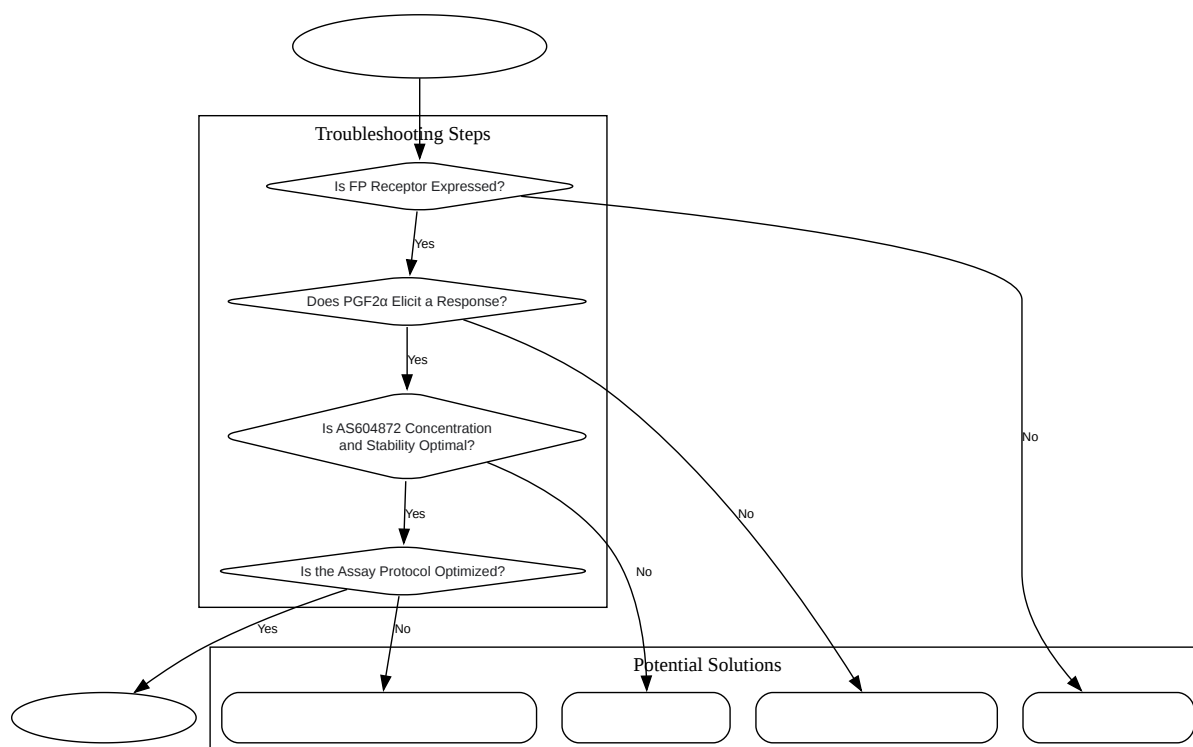 Troubleshooting Steps
Is FP Receptor Expressed?
Yes
Does PGF2α Elicit a Response?
Yes
No
Is AS604872 Concentration
and Stability Optimal?
Yes
No
No
Is the Assay Protocol Optimized?
No
Yes
No
Potential Solutions